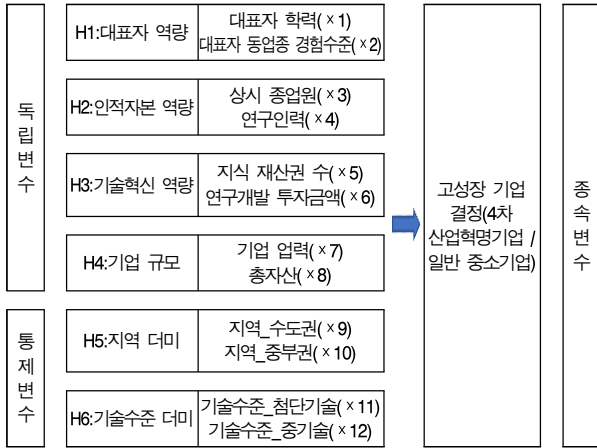 독
립
변
수
H1:대표자 역량
대표자 학력(×1)
대표자 동업종 경험수준(×2)
H2:인적자본 역량
상시 종업원(×3)
연구인력(×4)
H3:기술혁신 역량
지식 재산권 수(×5)
연구개발 투자금액(×6)
H4:기업 규모
기업 업력(×7)
총자산(×8)
통
제
변
수
H5:지역 더미
지역_수도권(×9)
지역_중부권(×10)
H6:기술수준 더미
기술수준_첨단기술(×11)
기술수준_중기술(×12)
고성장 기업
결정(4차
산업혁명기업 /
일반 중소기업)
종
속
변
수